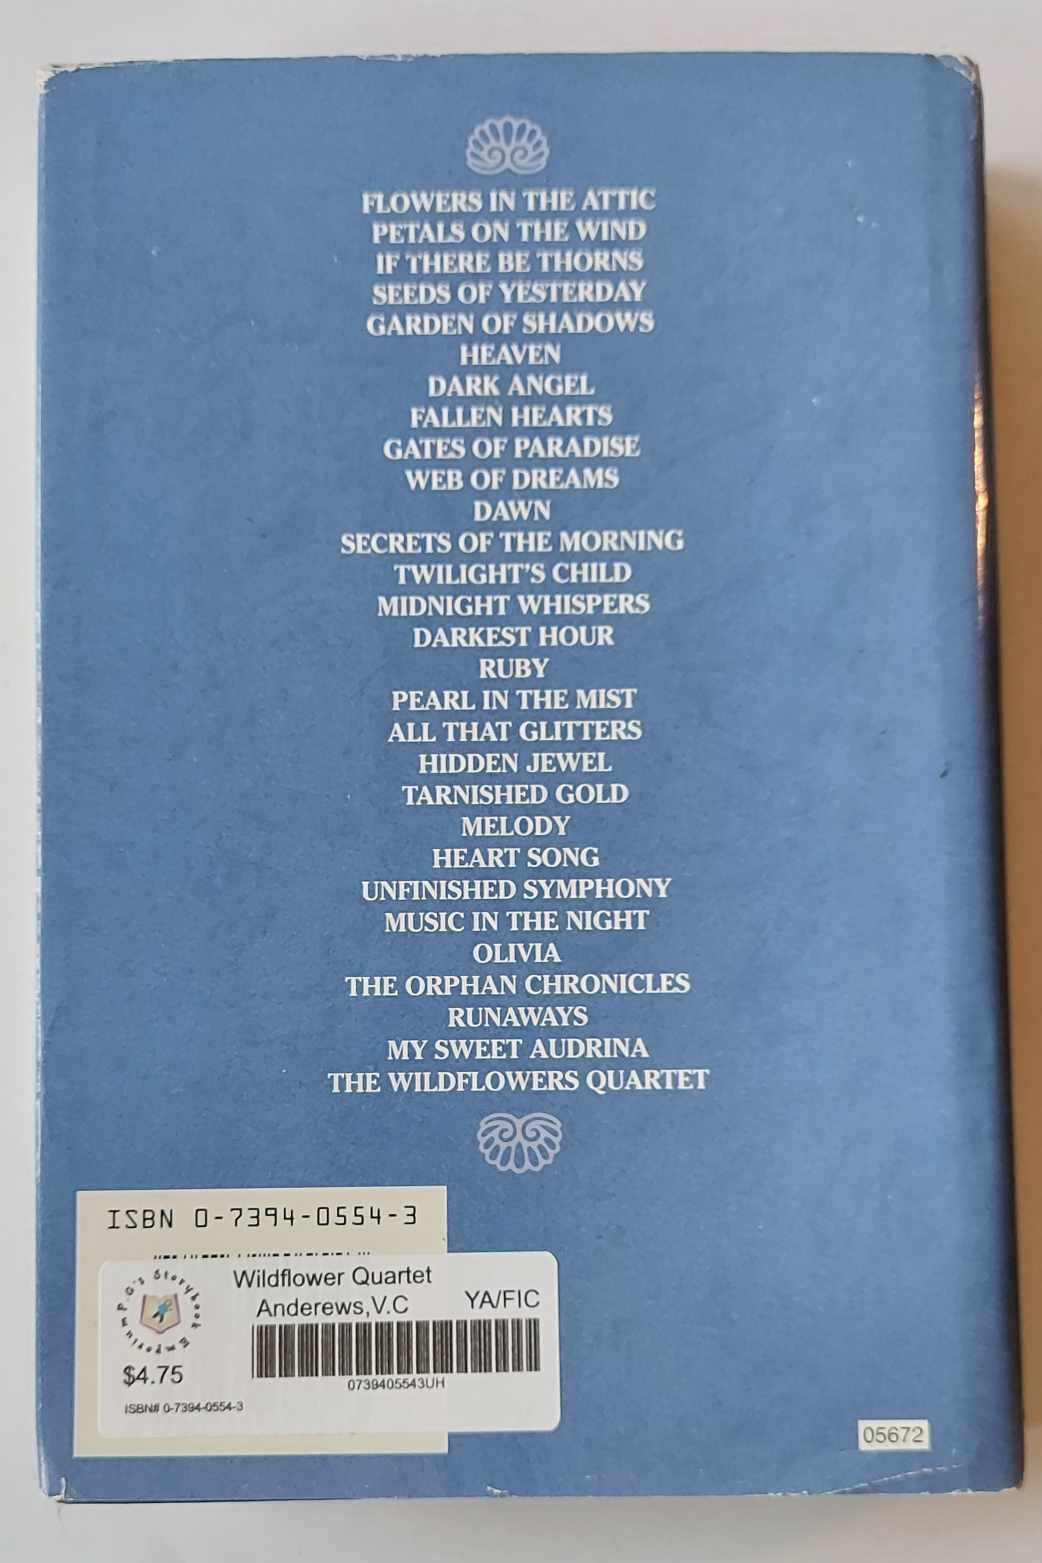 FLOWERS IN THE ATTIC
PETALS ON THE WIND
IF THERE BE THORNS
SEEDS OF YESTERDAY
GARDEN OF SHADOWS
HEAVEN
DARK ANGEL
FALLEN HEARTS
GATES OF PARADISE
WEB OF DREAMS
DAWN
SECRETS OF THE MORNING
TWILIGHT'S CHILD
MIDNIGHT WHISPERS
DARKEST HOUR
RUBY
PEARL IN THE MIST
ALL THAT GLITTERS
HIDDEN JEWEL
TARNISHED GOLD
MELODY
HEART SONG
UNFINISHED SYMPHONY
MUSIC IN THE NIGHT
OLIVIA
THE ORPHAN CHRONICLES
RUNAWAYS
MY SWEET AUDRINA
THE WILDFLOWERS QUARTET
ISBN 0-7394-0554-3
P.G's Storybook Emporium
Wildflower Quartet
Anderews,V.C YA/FIC
$4.75
0739405543UH
ISBN# 0-7394-0554-3
05672